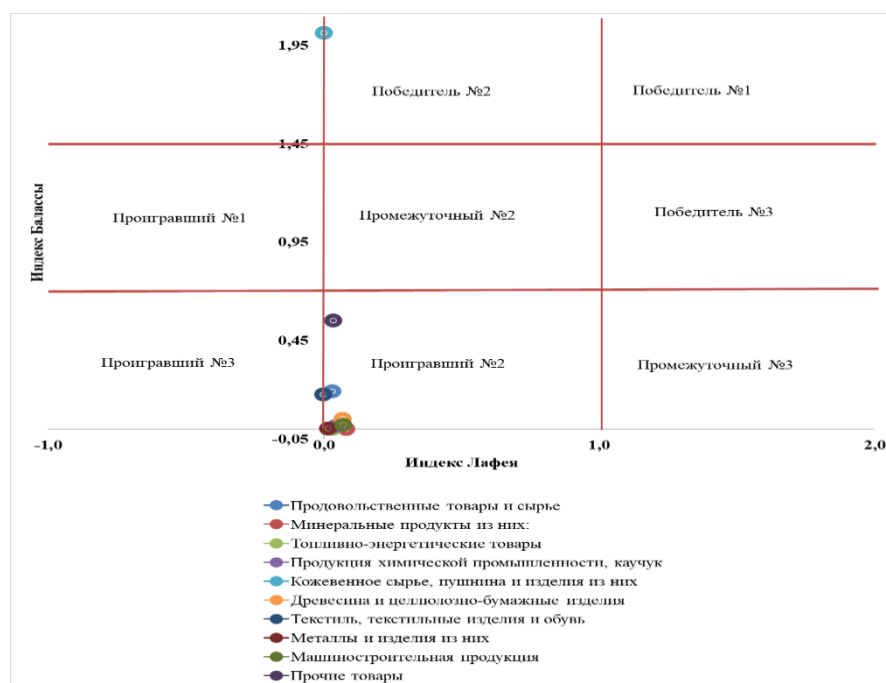 1,95
Победитель №2
Победитель №1
1,45
Индекс Балассы
Проигравший №1
Промежуточный №2
Победитель №3
0,95
0,45
Проигравший №3
Проигравший №2
Промежуточный №3
-0,05
-1,0
0,0
1,0
2,0
Индекс Лафея
Продовольственные товары и сырье
Минеральные продукты из них:
Топливно-энергетические товары
Продукция химической промышленности, каучук
Кожевенное сырье, пушнина и изделия из них
Древесина и целлюлозно-бумажные изделия
Текстиль, текстильные изделия и обувь
Металлы и изделия из них
Машиностроительная продукция
Прочие товары